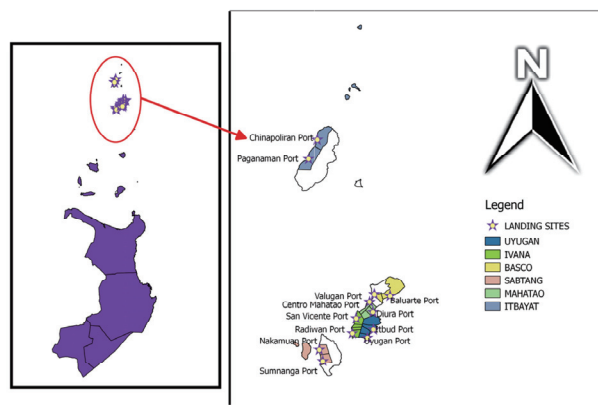 N
Chinapoliran Port
Paganaman Port
Legend
LANDING SITES
UYUGAN
IVANA
BASCO
SABTANG
MAHATAO
ITBAYAT
Valugan Port
Baluarte Port
Centro Mahatao Port
Diura Port
San Vicente Port
Itbud Port
Radiwan Port
Uyugan Port
Nakamuan Port
Sumnanga Port